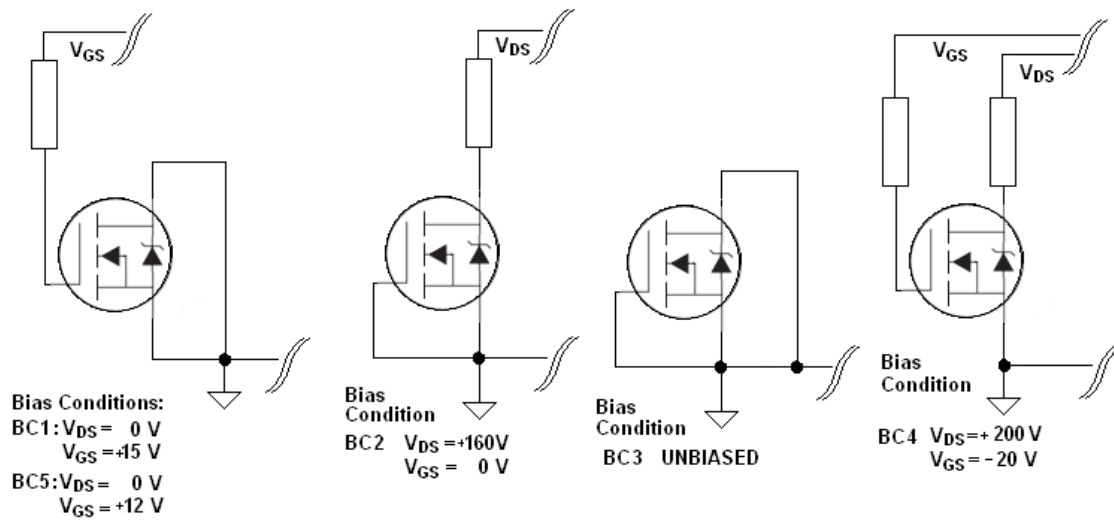 VGS
VDS
VGS
VDS
Bias Conditions:
BC1: VDS = 0 V
VGS = +15 V
BC5: VDS = 0 V
VGS = +12 V
Bias
Condition
BC2 VDS = +160V
VGS = 0 V
Bias
Condition
BC3 UNBIASED
Bias
Condition
BC4 VDS = + 200 V
VGS = −20 V